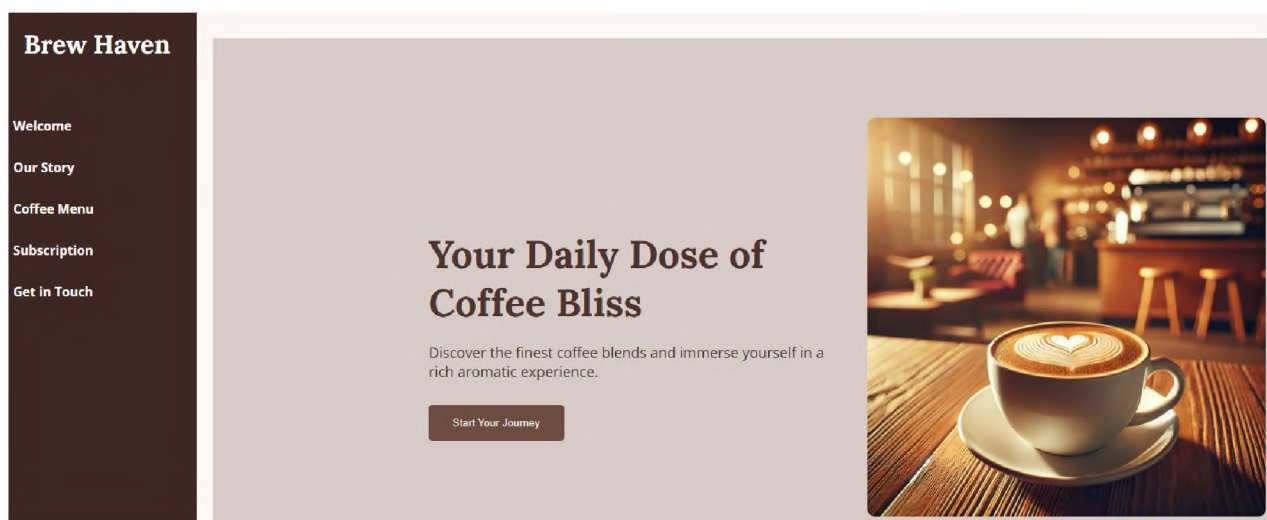 Brew Haven
Welcome
Our Story
Coffee Menu
Subscription
Get in Touch
Your Daily Dose of
Coffee Bliss
Discover the finest coffee blends and immerse yourself in a
rich aromatic experience.
Start Your Journey